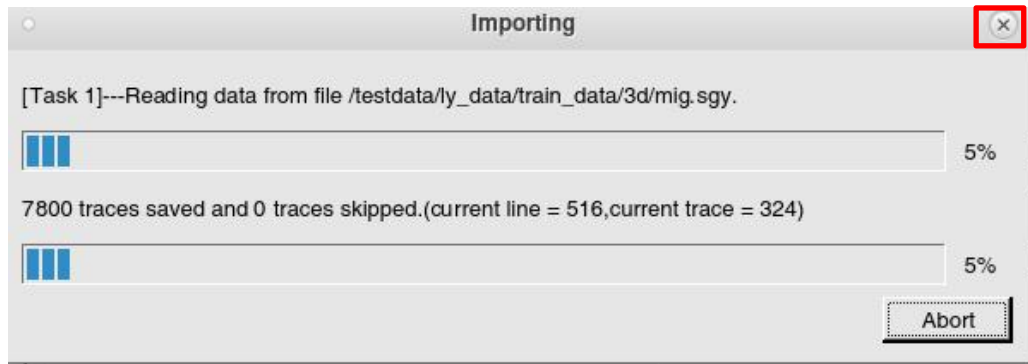 Importing
[Task 1]---Reading data from file /testdata/ly_data/train_data/3d/mig.sgy.
5%
7800 traces saved and 0 traces skipped.(current line = 516,current trace = 324)
5%
Abort